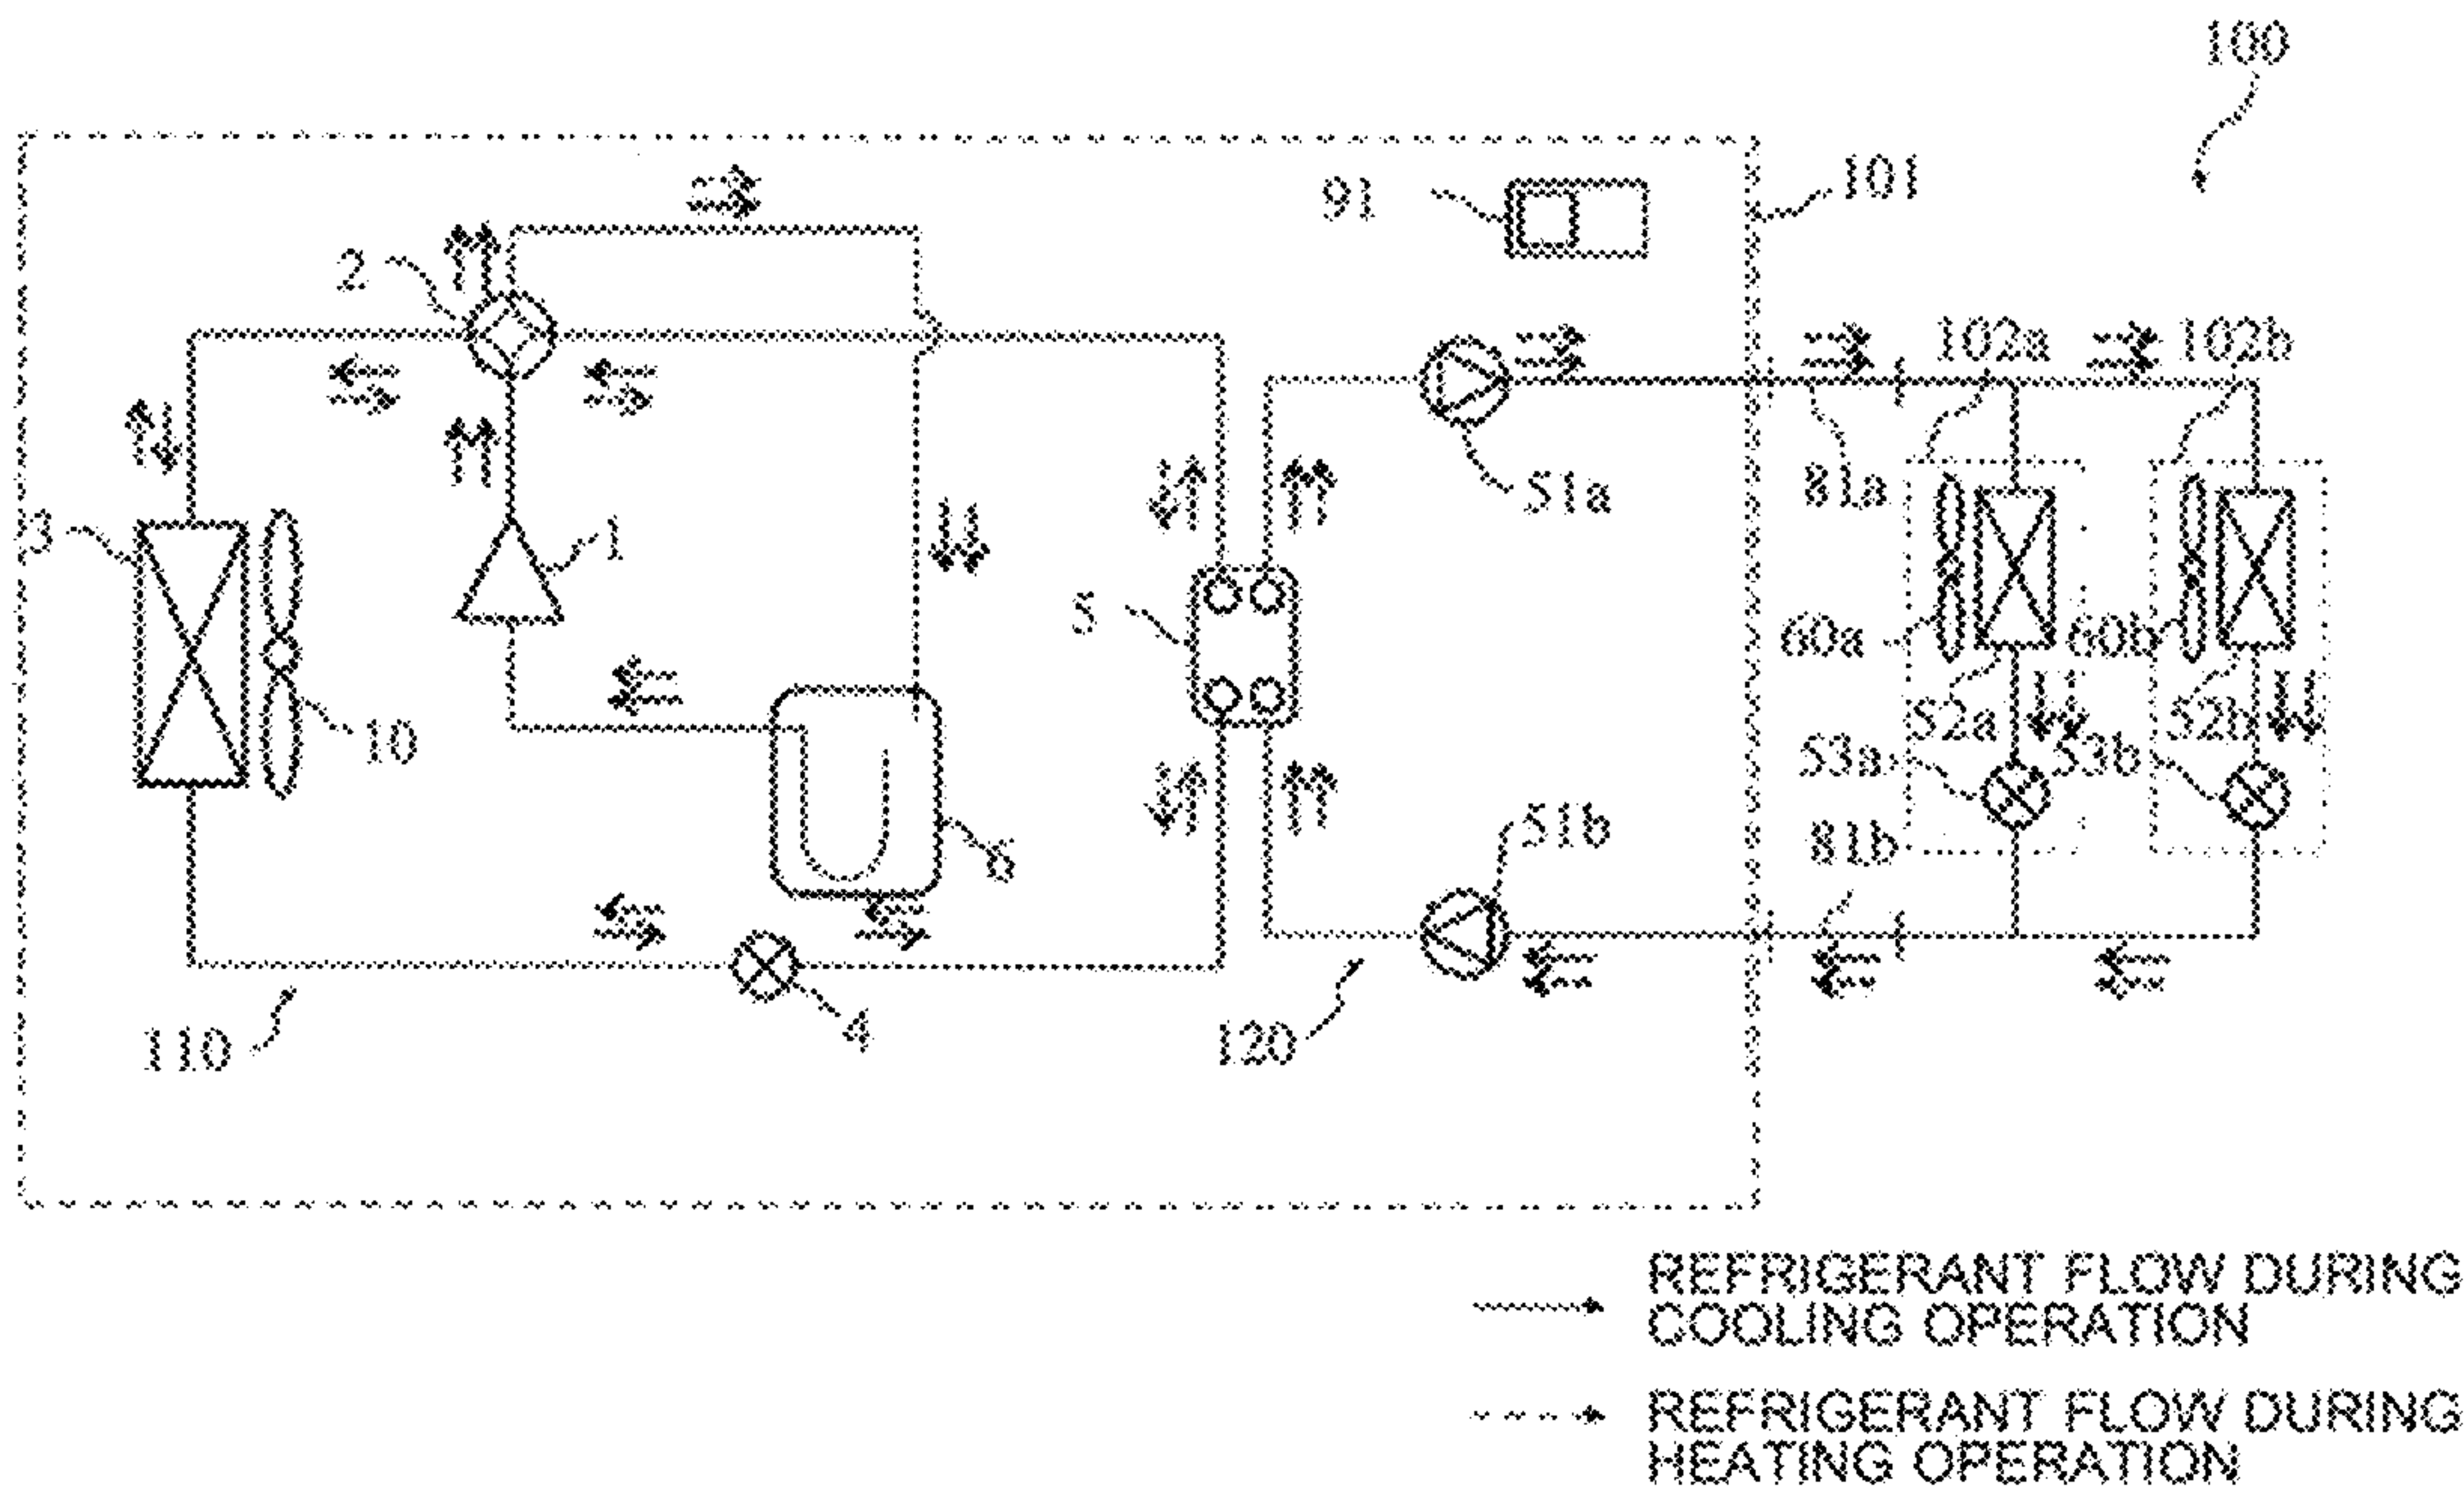 100
91
101
2
102a
102b
51a
81a
3
1
5
60a
60b
10
52a
52b
53a
53b
6
51b
81b
110
4
120
REFRIGERANT FLOW DURING
COOLING OPERATION
REFRIGERANT FLOW DURING
HEATING OPERATION